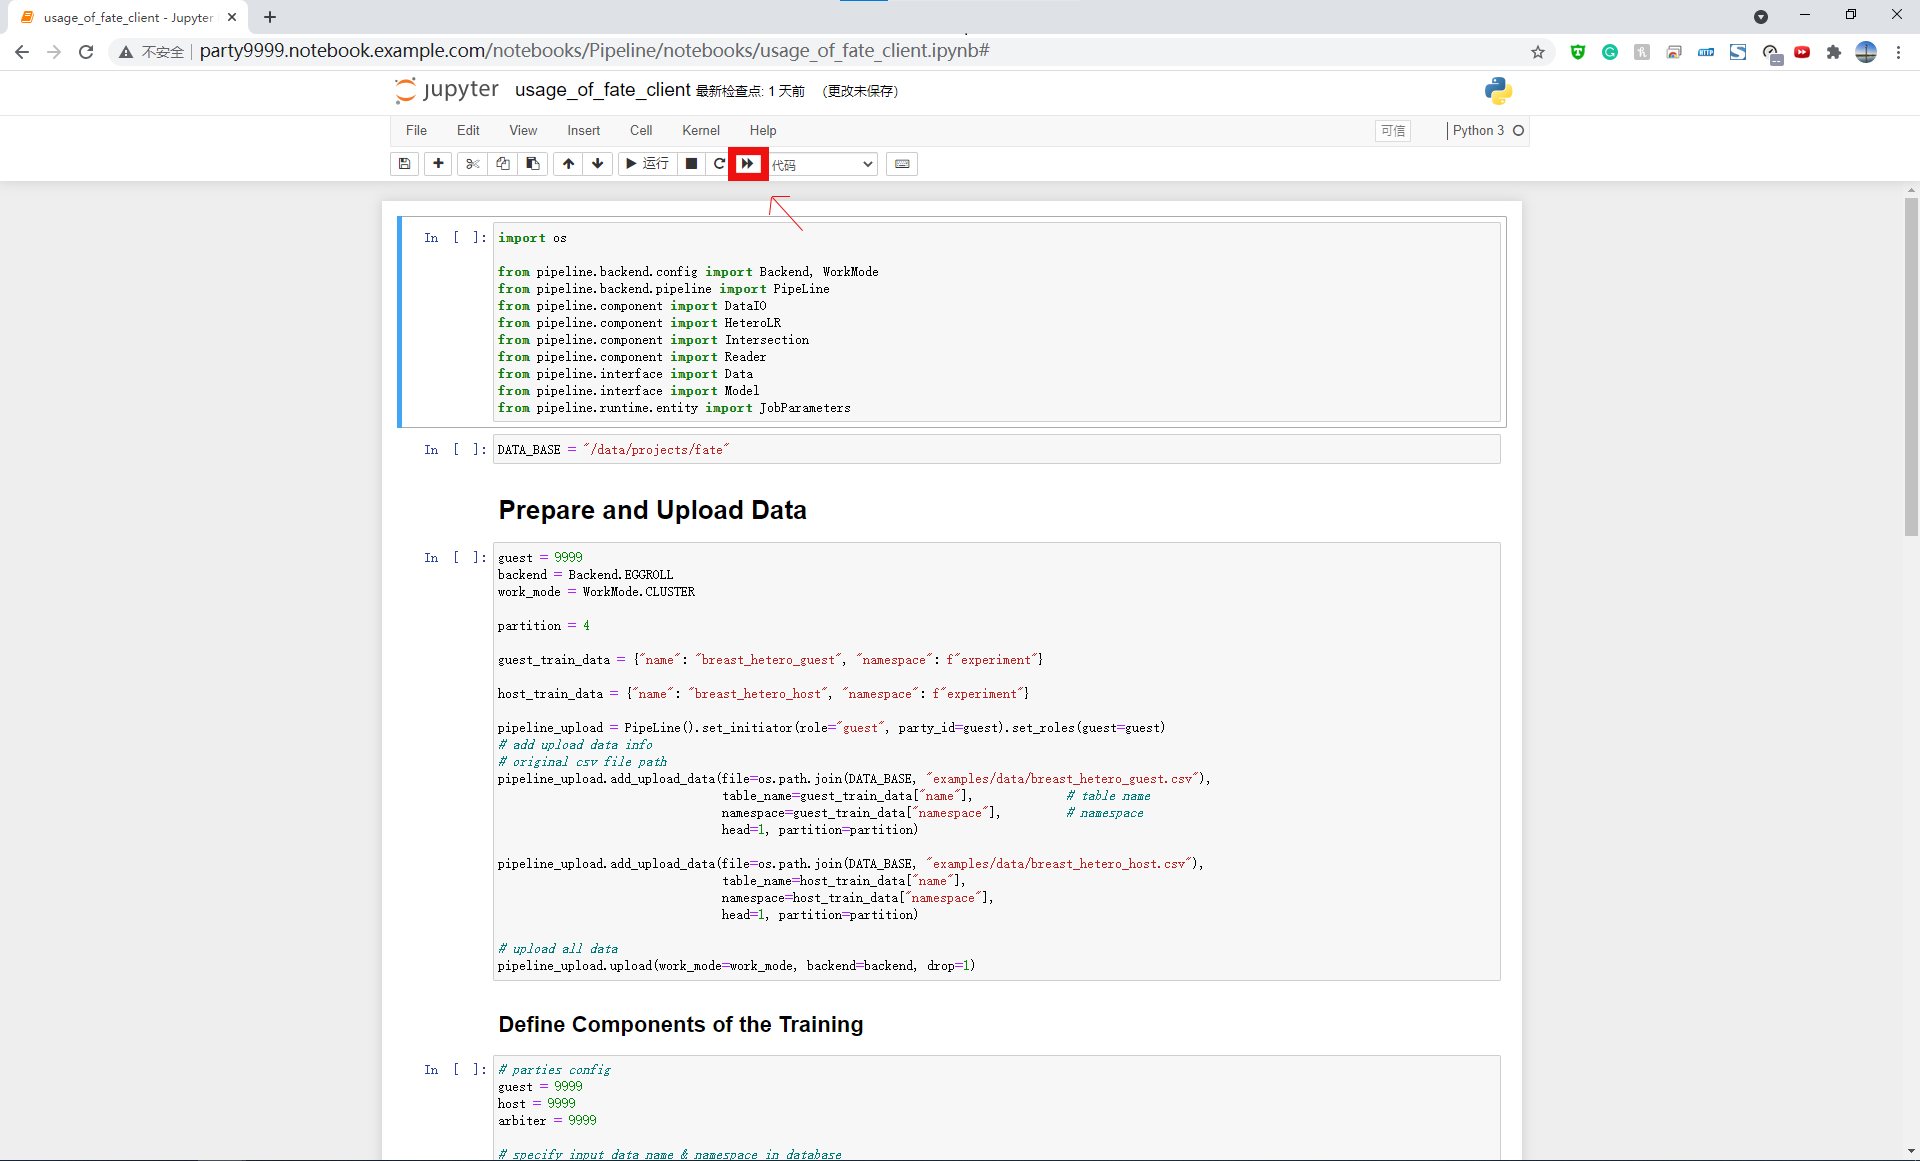 usage_of_fate_client - Jupyter
不安全 party9999.notebook.example.com/notebooks/Pipeline/notebooks/usage_of_fate_client.ipynb#
jupyter usage_of_fate_client 最新检查点: 1 天前 (更改未保存)
File Edit View Insert Cell Kernel Help 可信 Python 3
运行 代码
In [ ]: import os
from pipeline.backend.config import Backend, WorkMode
from pipeline.backend.pipeline import PipeLine
from pipeline.component import DataIO
from pipeline.component import HeteroLR
from pipeline.component import Intersection
from pipeline.component import Reader
from pipeline.interface import Data
from pipeline.interface import Model
from pipeline.runtime.entity import JobParameters
In [ ]: DATA_BASE = "/data/projects/fate"
Prepare and Upload Data
In [ ]: guest = 9999
backend = Backend.EGGROLL
work_mode = WorkMode.CLUSTER
partition = 4
guest_train_data = {"name": "breast_hetero_guest", "namespace": f"experiment"}
host_train_data = {"name": "breast_hetero_host", "namespace": f"experiment"}
pipeline_upload = PipeLine().set_initiator(role="guest", party_id=guest).set_roles(guest=guest)
# add upload data info
# original csv file path
pipeline_upload.add_upload_data(file=os.path.join(DATA_BASE, "examples/data/breast_hetero_guest.csv"),
table_name=guest_train_data["name"], # table name
namespace=guest_train_data["namespace"], # namespace
head=1, partition=partition)
pipeline_upload.add_upload_data(file=os.path.join(DATA_BASE, "examples/data/breast_hetero_host.csv"),
table_name=host_train_data["name"],
namespace=host_train_data["namespace"],
head=1, partition=partition)
# upload all data
pipeline_upload.upload(work_mode=work_mode, backend=backend, drop=1)
Define Components of the Training
In [ ]: # parties config
guest = 9999
host = 9999
arbiter = 9999
# specify input data name & namespace in database